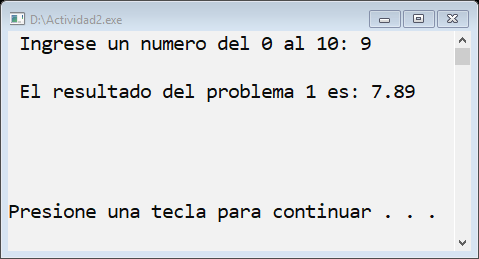 D:\Actividad2.exe
Ingrese un numero del 0 al 10: 9
El resultado del problema 1 es: 7.89
Presione una tecla para continuar . . .